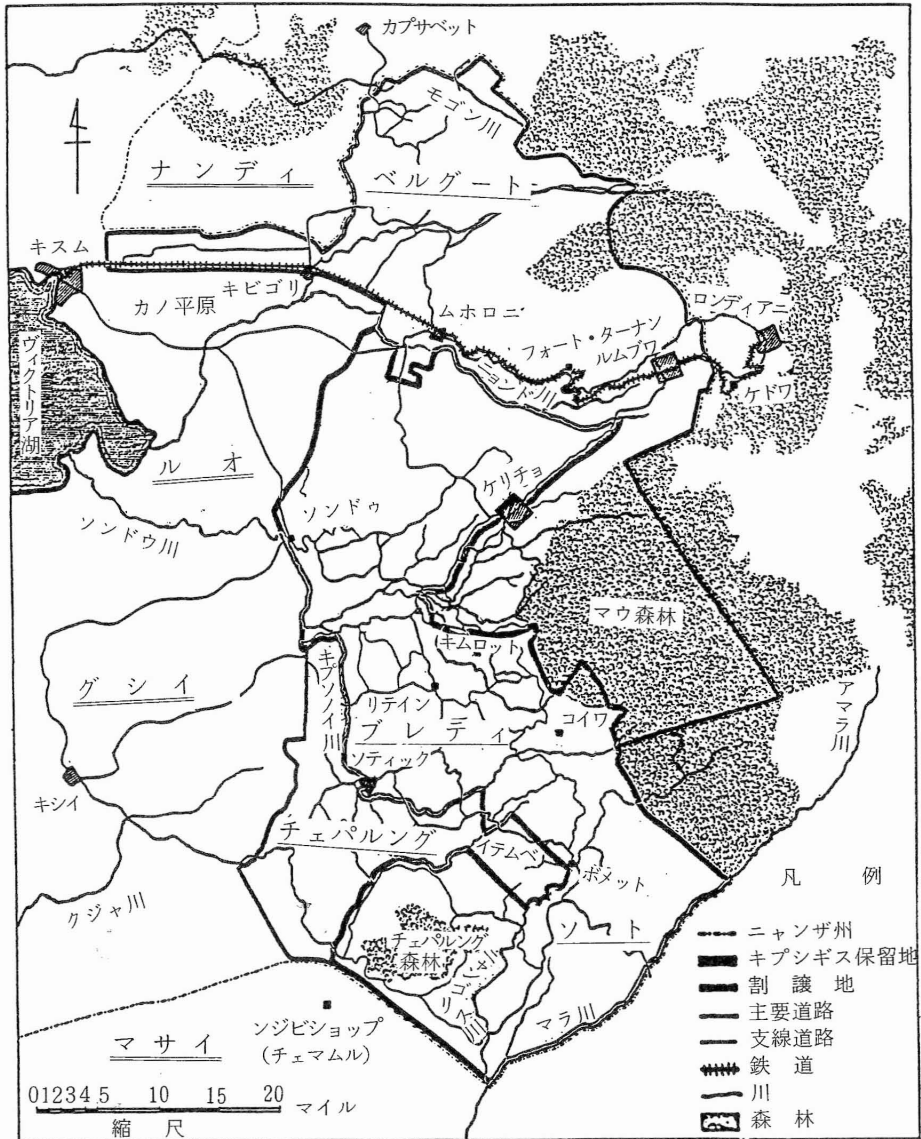 カプサベット
モゴン川
ナンディ
ベルグート
キスム
キビゴリ
カノ平原
ロンディアニ
ムホロニ
フォート・ターナン
ルムブワ
ニョンド川
ケドワ
ヴィクトリア湖
ルオ
ケリチョ
ソンドゥ
ソンドウ川
マウ森林
キムロット
キプソノイ川
グシイ
リテイン
コイワ
アマラ川
ブレティ
ソティック
キシイ
チェパルング
イテムベ
ボメット
クジャ川
ソート
チェパルング
森林
マラ川
ンジビショップ
(チェマムル)
マサイ
01234 5 10 15 20 マイル
縮尺
凡例
ニャンザ州
キプシギス保留地
割譲地
主要道路
支線道路
鉄道
川
森林